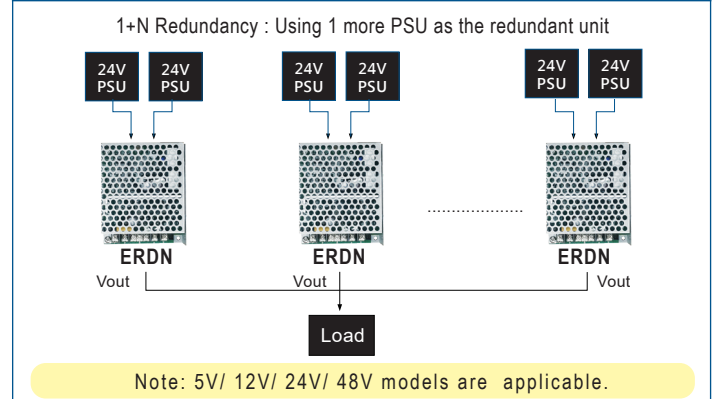 1+N Redundancy : Using 1 more PSU as the redundant unit
24V PSU 24V PSU 24V PSU 24V PSU 24V PSU 24V PSU
ERDN ERDN ERDN
Vout Vout Vout
Load
Note: 5V/ 12V/ 24V/ 48V models are applicable.